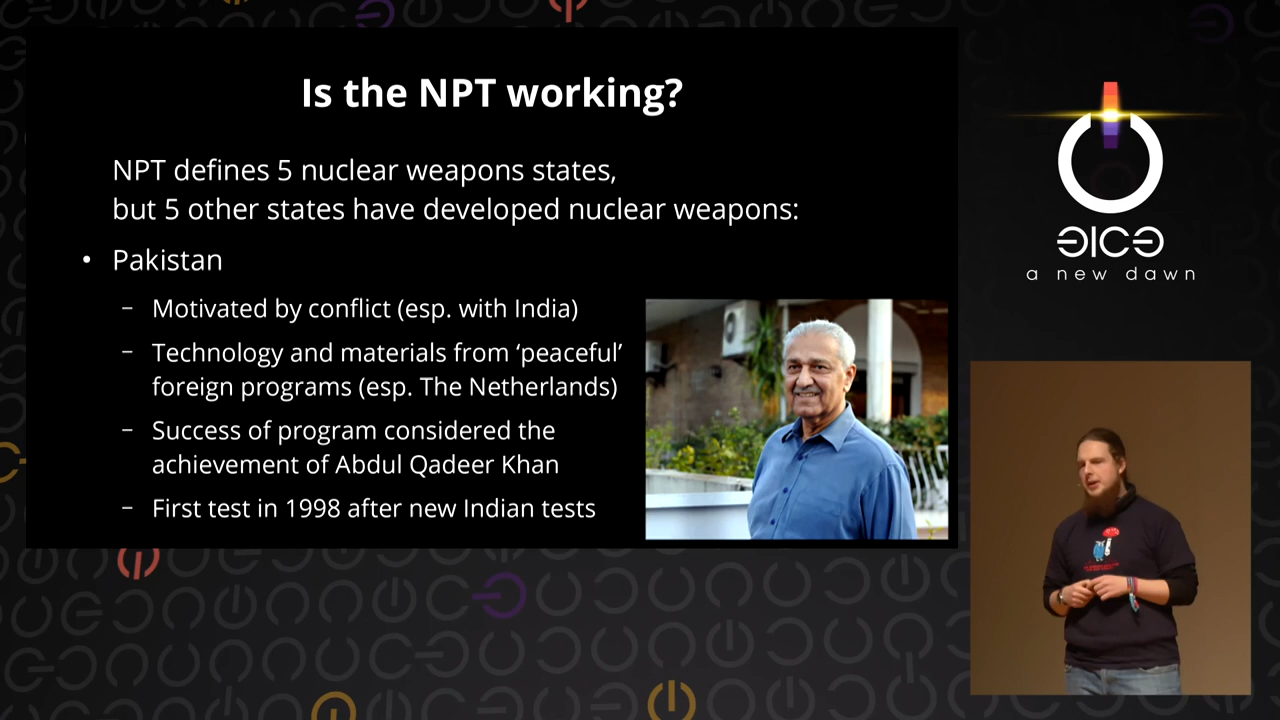 Is the NPT working?
NPT defines 5 nuclear weapons states,
but 5 other states have developed nuclear weapons:
• Pakistan
– Motivated by conflict (esp. with India)
– Technology and materials from ‘peaceful’
foreign programs (esp. The Netherlands)
– Success of program considered the
achievement of Abdul Qadeer Khan
– First test in 1998 after new Indian tests
a new dawn